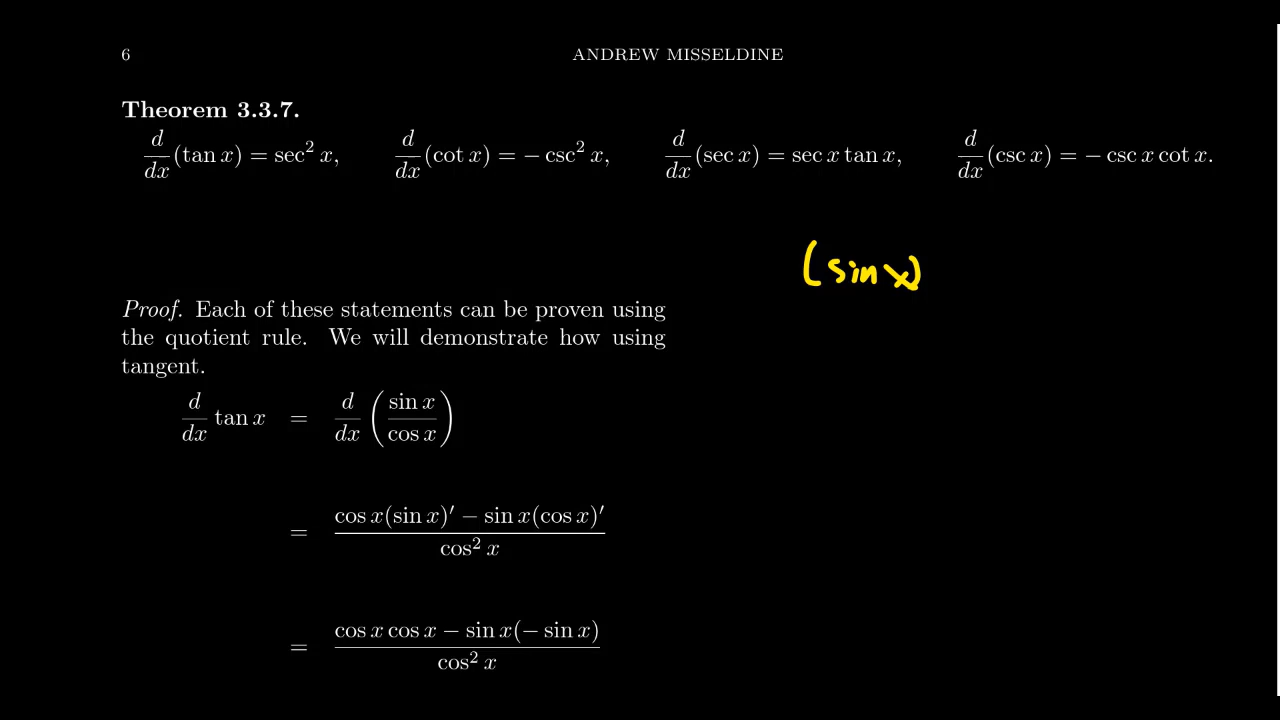 6 ANDREW MISSELDINE
Theorem 3.3.7.
d/dx (tan x) = sec² x, d/dx (cot x) = − csc² x, d/dx (sec x) = sec x tan x, d/dx (csc x) = − csc x cot x.
(sin x)
Proof. Each of these statements can be proven using
the quotient rule. We will demonstrate how using
tangent.
d/dx tan x = d/dx (sin x / cos x)
= cos x(sin x)′ − sin x(cos x)′ / cos² x
= cos x cos x − sin x(− sin x) / cos² x